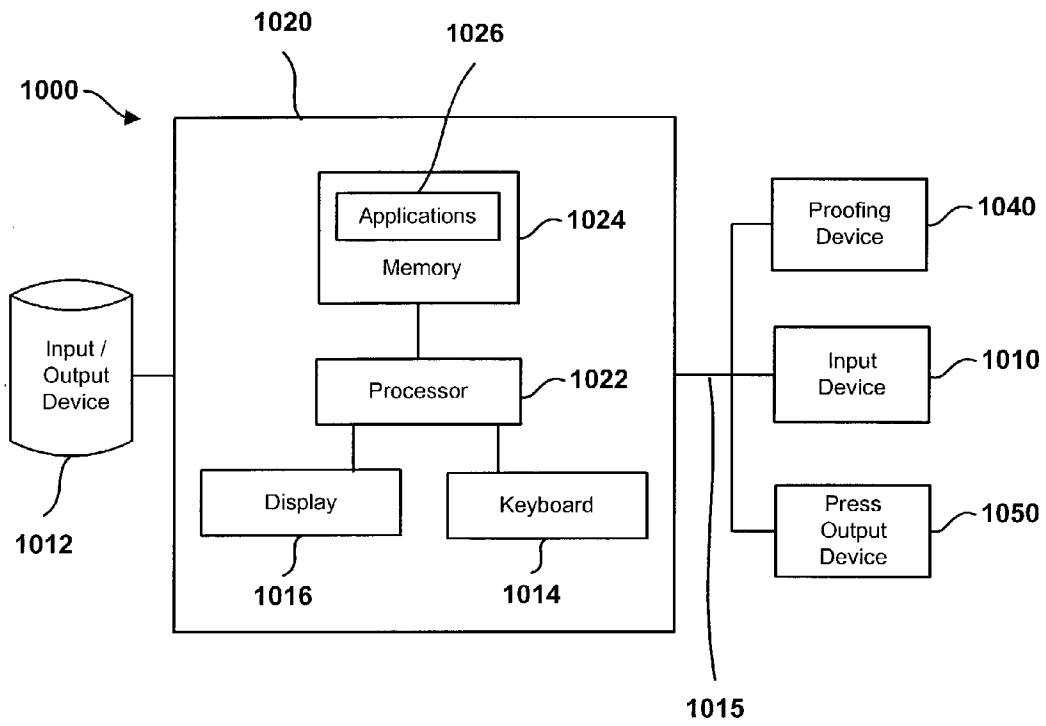 1020
1026
1000
Applications
1024
Memory
Proofing
Device
1040
Input /
Output
Device
Processor
1022
Input
Device
1010
Display
Keyboard
Press
Output
Device
1050
1012
1016
1014
1015